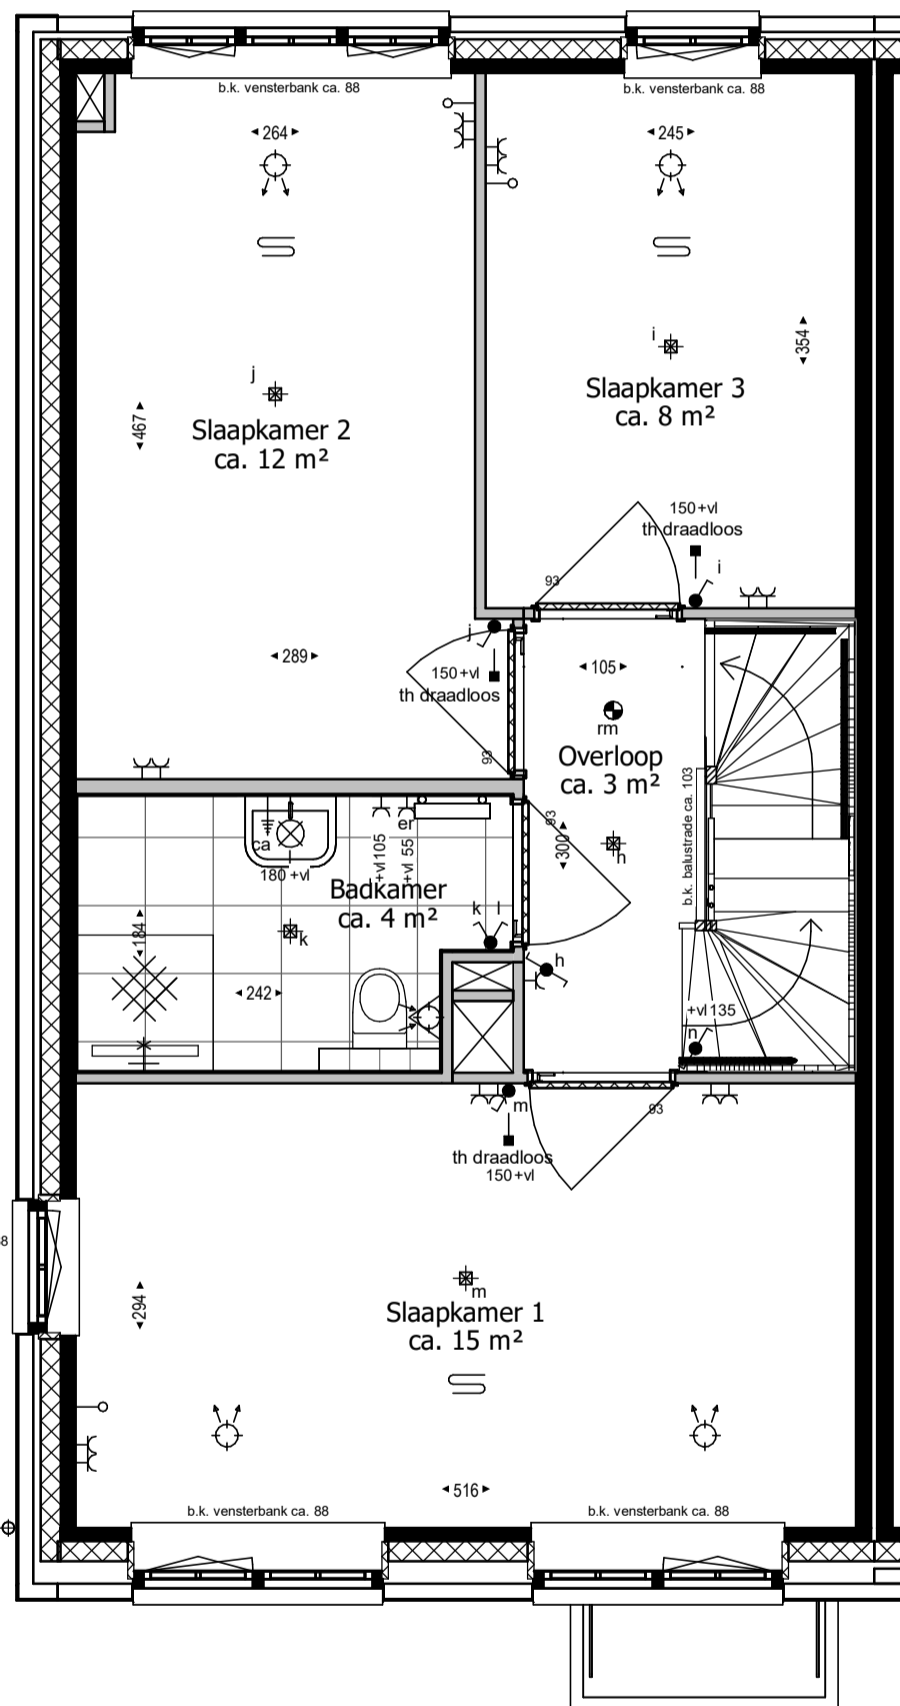 b.k. vensterbank ca. 88
b.k. vensterbank ca. 88
264
245
354
i
Slaapkamer 3
ca. 8 m²
j
467
Slaapkamer 2
ca. 12 m²
150+vl
th draadloos
i
93
j
289
150+vl
th draadloos
93
105
rm
Overloop
ca. 3 m²
b.k. balustrade ca. 103
93
300
h
ca
180 +vl
+vl 105
+vl 55
er
Badkamer
ca. 4 m²
k
l
184
k
242
h
+vl 135
n
m
93
th draadloos
150+vl
8
294
m
Slaapkamer 1
ca. 15 m²
516
b.k. vensterbank ca. 88
b.k. vensterbank ca. 88